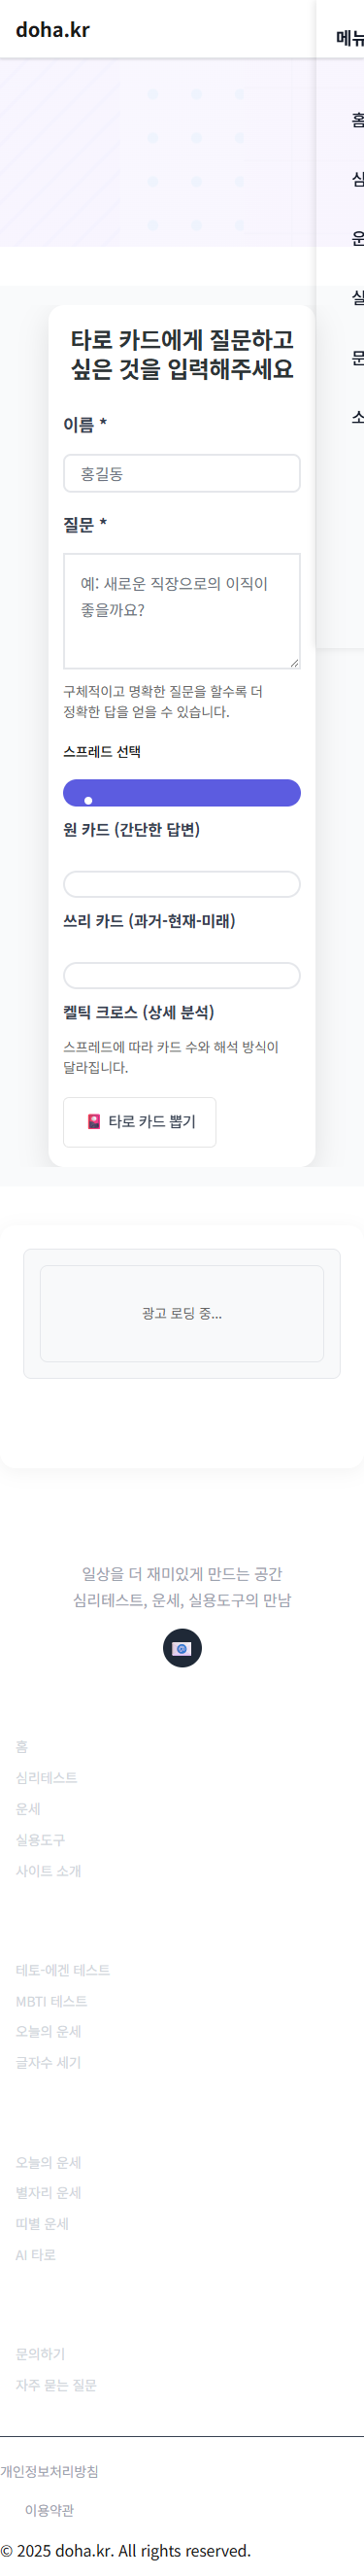 doha.kr
메뉴
홈
심
운
실
문
소
타로 카드에게 질문하고
싶은 것을 입력해주세요
이름 *
홍길동
질문 *
예: 새로운 직장으로의 이직이
좋을까요?
구체적이고 명확한 질문을 할수록 더
정확한 답을 얻을 수 있습니다.
스프레드 선택
원 카드 (간단한 답변)
쓰리 카드 (과거-현재-미래)
켈틱 크로스 (상세 분석)
스프레드에 따라 카드 수와 해석 방식이
달라집니다.
타로 카드 뽑기
광고 로딩 중...
일상을 더 재미있게 만드는 공간
심리테스트, 운세, 실용도구의 만남
홈
심리테스트
운세
실용도구
사이트 소개
테토-에겐 테스트
MBTI 테스트
오늘의 운세
글자수 세기
오늘의 운세
별자리 운세
띠별 운세
AI 타로
문의하기
자주 묻는 질문
개인정보처리방침
이용약관
© 2025 doha.kr. All rights reserved.